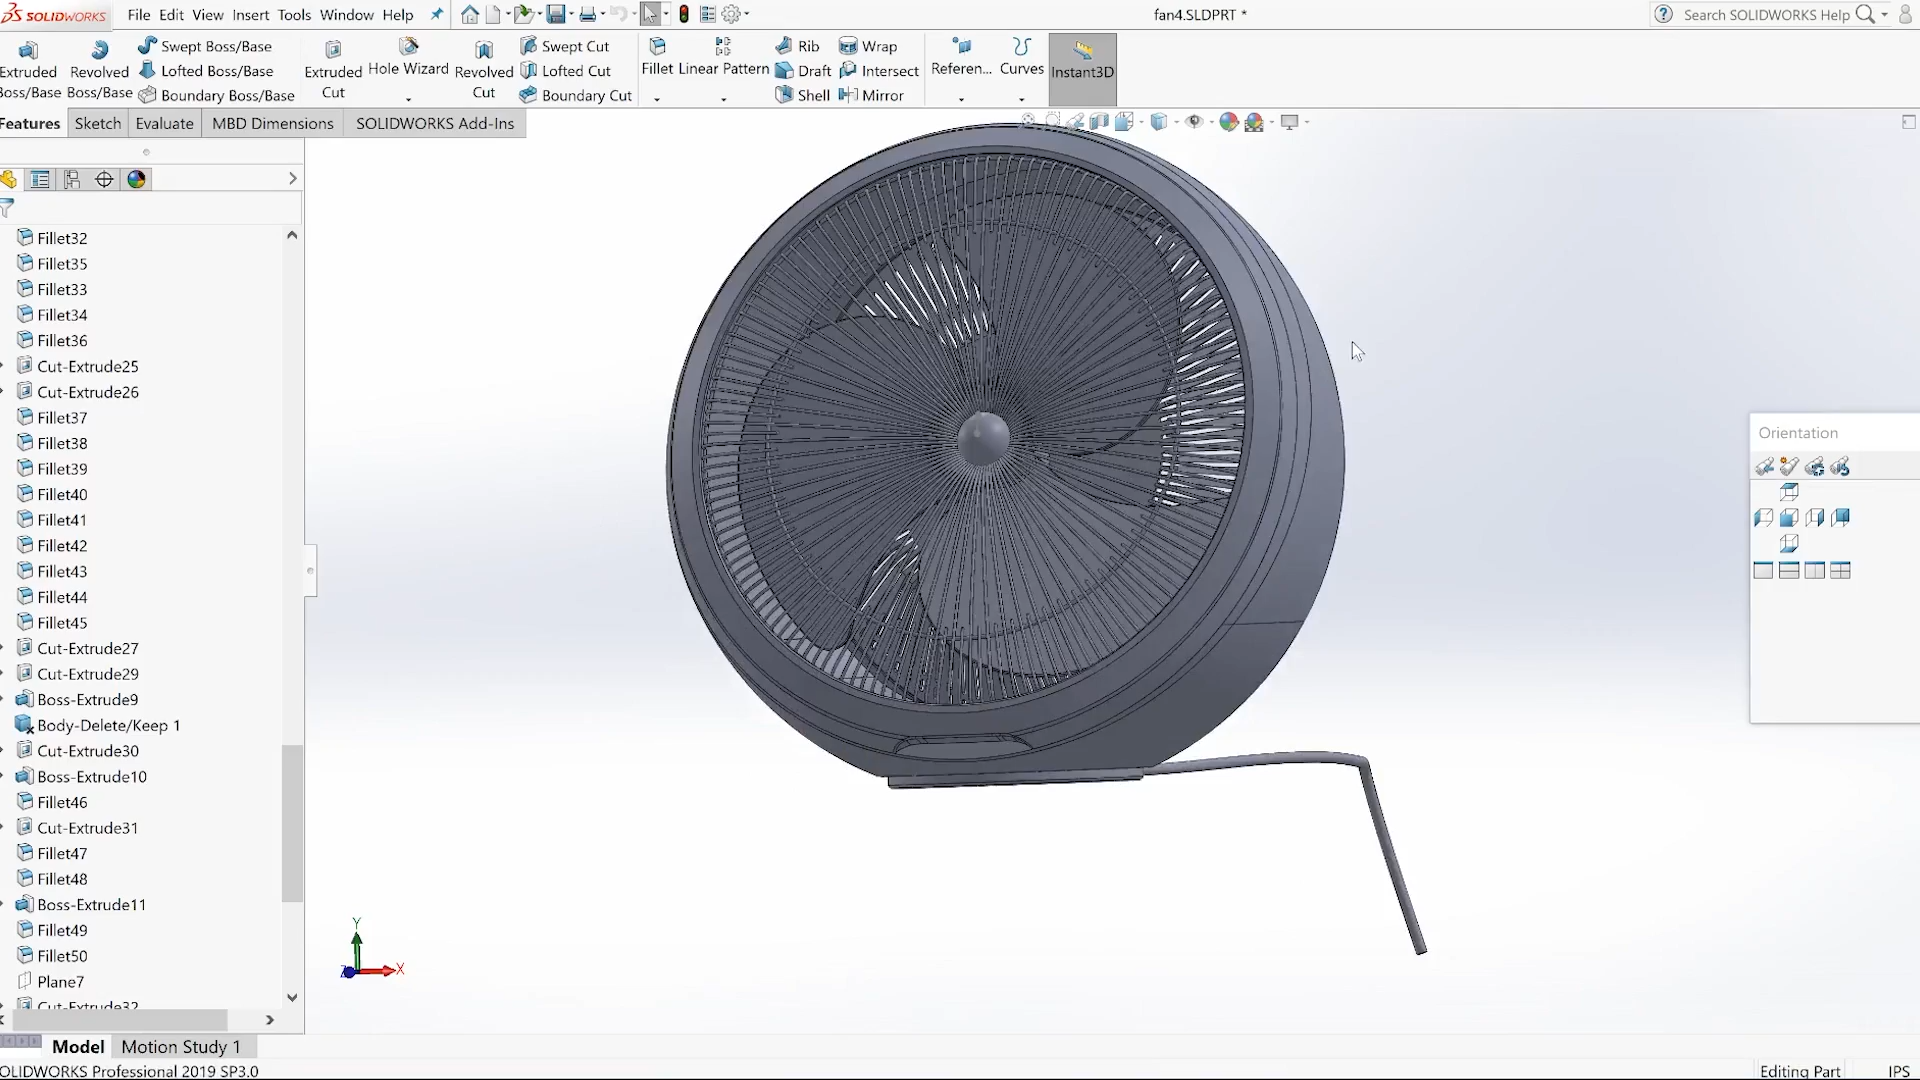 SOLIDWORKS File Edit View Insert Tools Window Help fan4.SLDPRT * Search SOLIDWORKS Help
Extruded Boss/Base
Revolved Boss/Base
Swept Boss/Base
Lofted Boss/Base
Boundary Boss/Base
Extruded Cut
Hole Wizard
Revolved Cut
Swept Cut
Lofted Cut
Boundary Cut
Fillet
Linear Pattern
Rib
Draft
Shell
Wrap
Intersect
Mirror
Referen...
Curves
Instant3D
Features Sketch Evaluate MBD Dimensions SOLIDWORKS Add-Ins
Fillet32
Fillet35
Fillet33
Fillet34
Fillet36
Cut-Extrude25
Cut-Extrude26
Fillet37
Fillet38
Fillet39
Fillet40
Fillet41
Fillet42
Fillet43
Fillet44
Fillet45
Cut-Extrude27
Cut-Extrude29
Boss-Extrude9
Body-Delete/Keep 1
Cut-Extrude30
Boss-Extrude10
Fillet46
Cut-Extrude31
Fillet47
Fillet48
Boss-Extrude11
Fillet49
Fillet50
Plane7
Cut-Extrude32
Orientation
Y
Z X
Model Motion Study 1
OLIDWORKS Professional 2019 SP3.0 Editing Part IPS